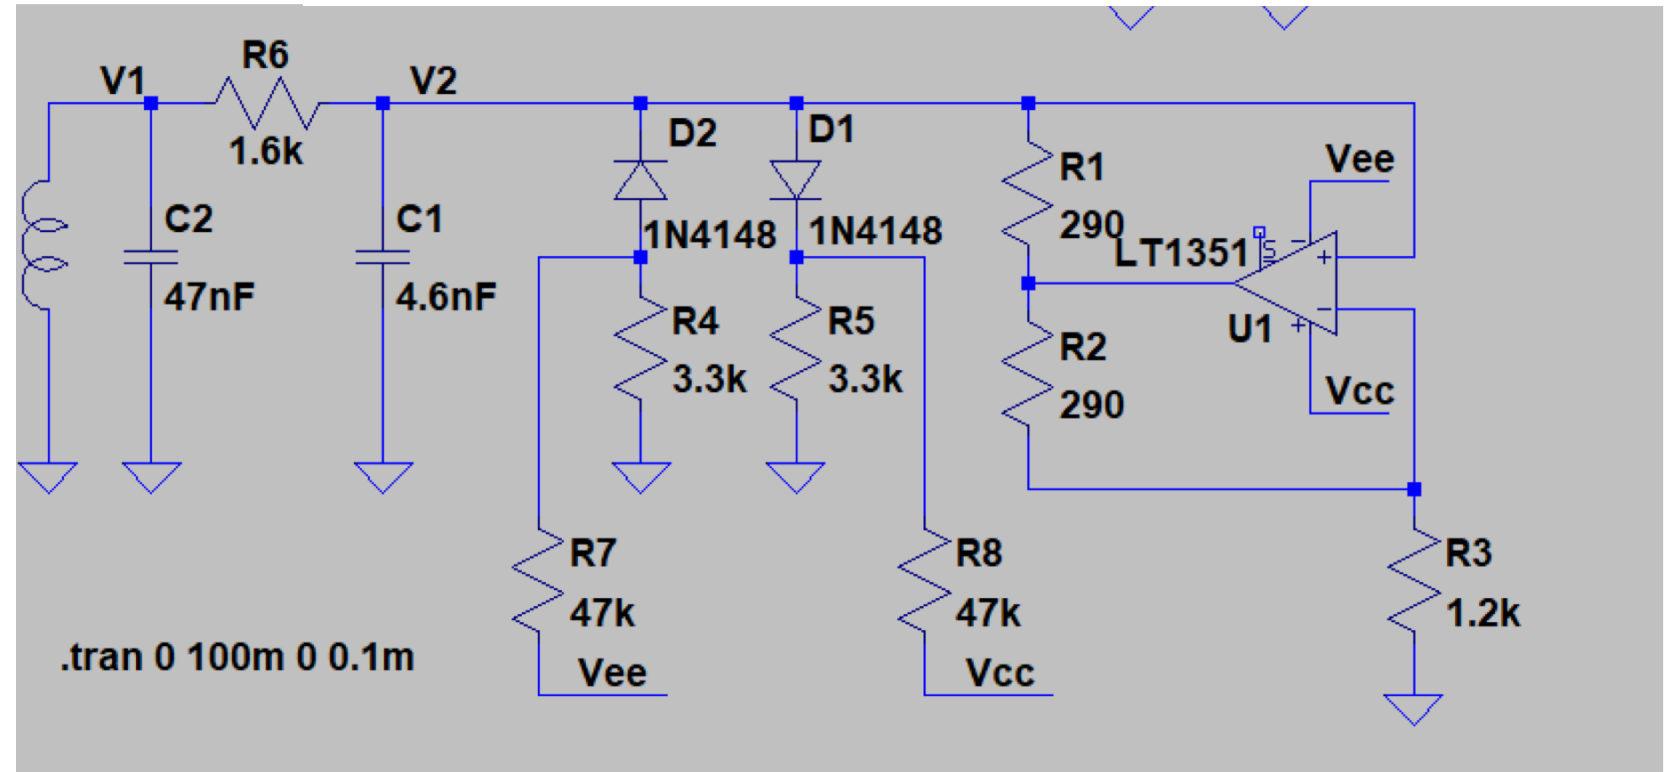 R6
V1
V2
1.6k
D2
D1
Vee
R1
290
C2
C1
1N4148
1N4148
LT1351
U1
47nF
4.6nF
R4
R5
3.3k
3.3k
R2
290
Vcc
R7
47k
R8
47k
R3
1.2k
.tran 0 100m 0 0.1m
Vee
Vcc